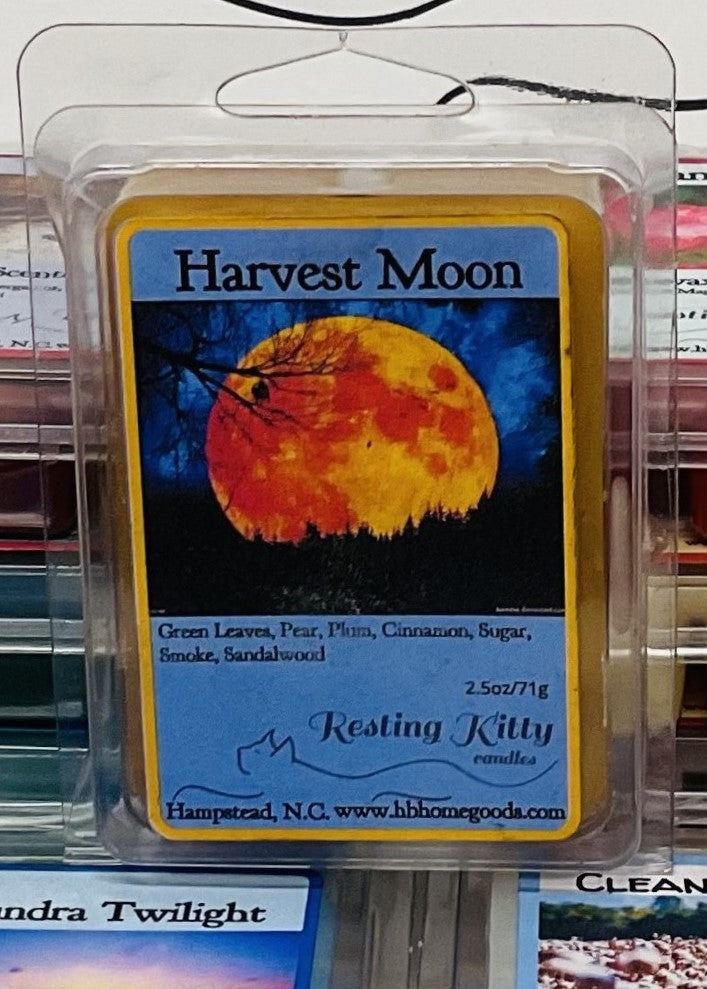 Harvest Moon
Green Leaves, Pear, Plum, Cinnamon, Sugar,
Smoke, Sandalwood
2.5oz/71g
Resting Kitty
candles
Hampstead, N.C. www.hbhomegoods.com
ndra Twilight
CLEAN